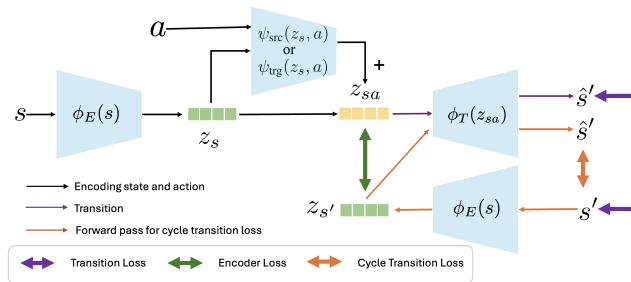 a
ψ_src(z_s, a)
or
ψ_trg(z_s, a)
+
z_sa
s
ϕ_E(s)
z_s
ϕ_T(z_sa)
ŝ′
ŝ′
z_s′
ϕ_E(s)
s′
Encoding state and action
Transition
Forward pass for cycle transition loss
Transition Loss
Encoder Loss
Cycle Transition Loss